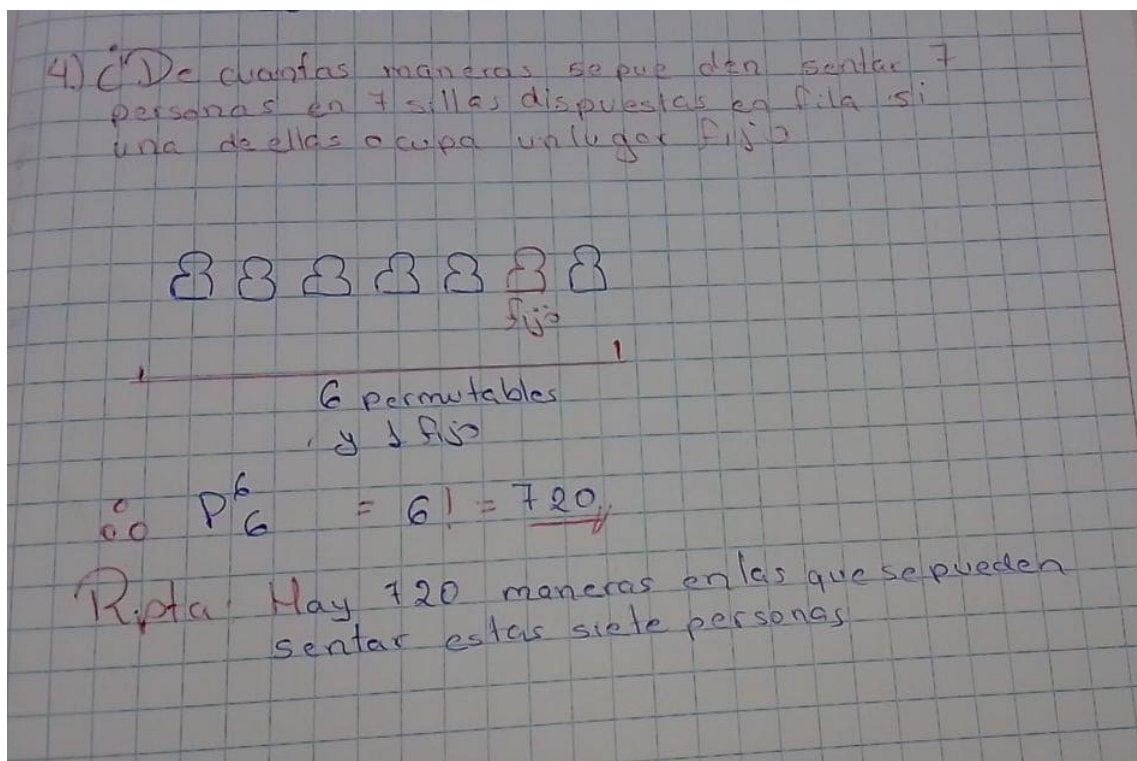 4) ¿De cuantas maneras se pue den sentar 7
personas en 7 sillas dispuestas en fila si
una de ellas ocupa un lugar fijo
fijo
6 permutables
y 1 fijo
∴ P⁶₆ = 6! = 720
Rpta: Hay 720 maneras en las que se pueden
sentar estas siete personas